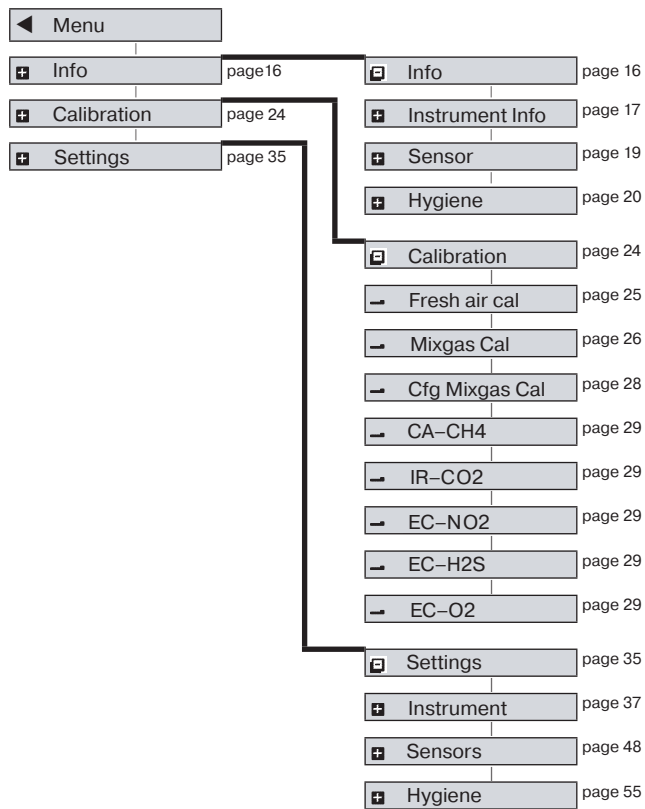 Menu
Info page16
Calibration page 24
Settings page 35
Info page 16
Instrument Info page 17
Sensor page 19
Hygiene page 20
Calibration page 24
Fresh air cal page 25
Mixgas Cal page 26
Cfg Mixgas Cal page 28
CA–CH4 page 29
IR–CO2 page 29
EC–NO2 page 29
EC–H2S page 29
EC–O2 page 29
Settings page 35
Instrument page 37
Sensors page 48
Hygiene page 55